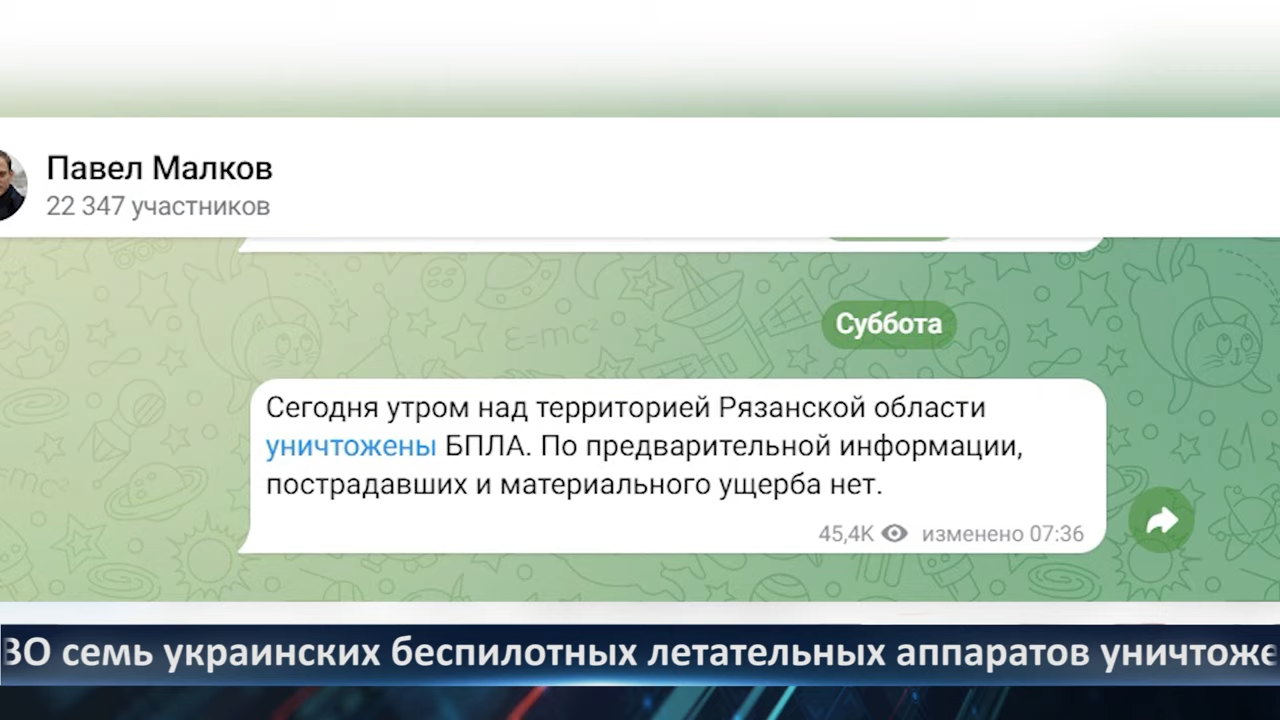 Павел Малков
22 347 участников
Суббота
Сегодня утром над территорией Рязанской области
уничтожены БПЛА. По предварительной информации,
пострадавших и материального ущерба нет.
45,4K изменено 07:36
ВО семь украинских беспилотных летательных аппаратов уничтоже